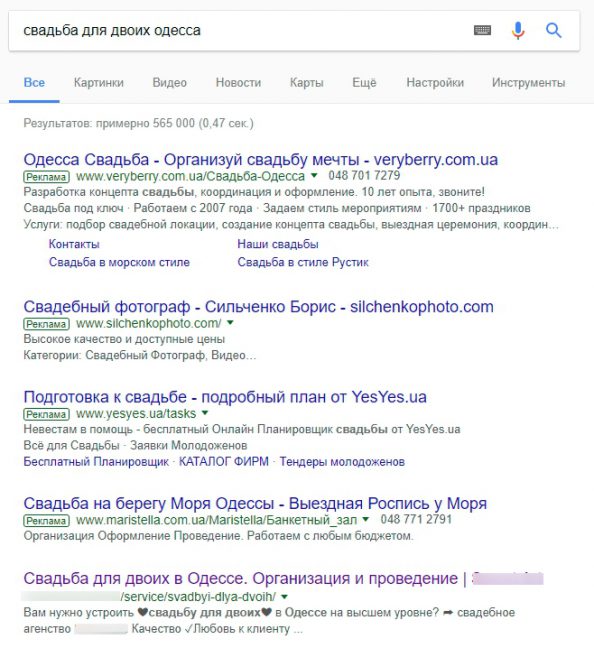 свадьба для двоих одесса
Все Картинки Видео Новости Карты Ещё Настройки Инструменты
Результатов: примерно 565 000 (0,47 сек.)
Одесса Свадьба - Организуй свадьбу мечты - veryberry.com.ua
Реклама www.veryberry.com.ua/Свадьба-Одесса ▼ 048 701 7279
Разработка концепта свадьбы, координация и оформление. 10 лет опыта, звоните!
Свадьба под ключ · Работаем с 2007 года · Задаем стиль мероприятиям · 1700+ праздников
Услуги: подбор свадебной локации, создание концепта свадьбы, выездная церемония, координ…
Контакты Наши свадьбы
Свадьба в морском стиле Свадьба в стиле Рустик
Свадебный фотограф - Сильченко Борис - silchenkophoto.com
Реклама www.silchenkophoto.com/ ▼
Высокое качество и доступные цены
Категории: Свадебный Фотограф, Видео…
Подготовка к свадьбе - подробный план от YesYes.ua
Реклама www.yesyes.ua/tasks ▼
Невестам в помощь - бесплатный Онлайн Планировщик свадьбы от YesYes.ua
Всё для Свадьбы · Заявки Молодоженов
Бесплатный Планировщик · КАТАЛОГ ФИРМ · Тендеры молодоженов
Свадьба на берегу Моря Одессы - Выездная Роспись у Моря
Реклама www.maristella.com.ua/Maristella/Банкетный_зал ▼ 048 771 2791
Организация Оформление Проведение. Работаем с любым бюджетом.
Свадьба для двоих в Одессе. Организация и проведение |
/service/svadbyi-dlya-dvoih/ ▼
Вам нужно устроить ❤свадьбу для двоих❤ в Одессе на высшем уровне? ➡ свадебное
агенство Качество ✓Любовь к клиенту ...